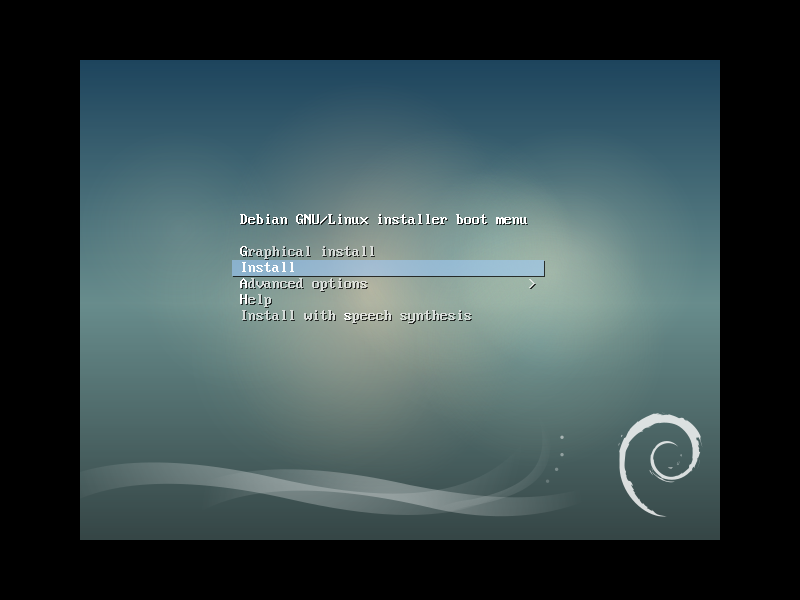 Debian GNU/Linux installer boot menu
Graphical install
Install
Advanced options >
Help
Install with speech synthesis